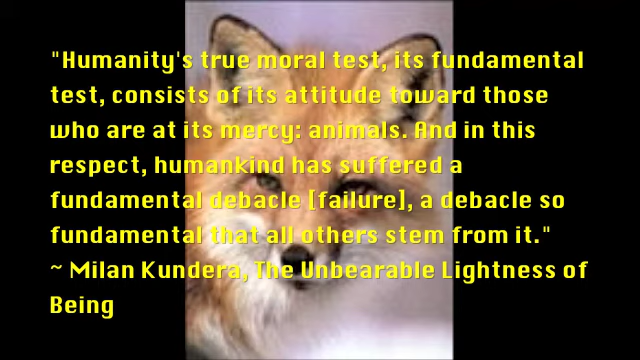 "Humanity's true moral test, its fundamental
test, consists of its attitude toward those
who are at its mercy: animals. And in this
respect, humankind has suffered a
fundamental debacle [failure], a debacle so
fundamental that all others stem from it."
~ Milan Kundera, The Unbearable Lightness of
Being